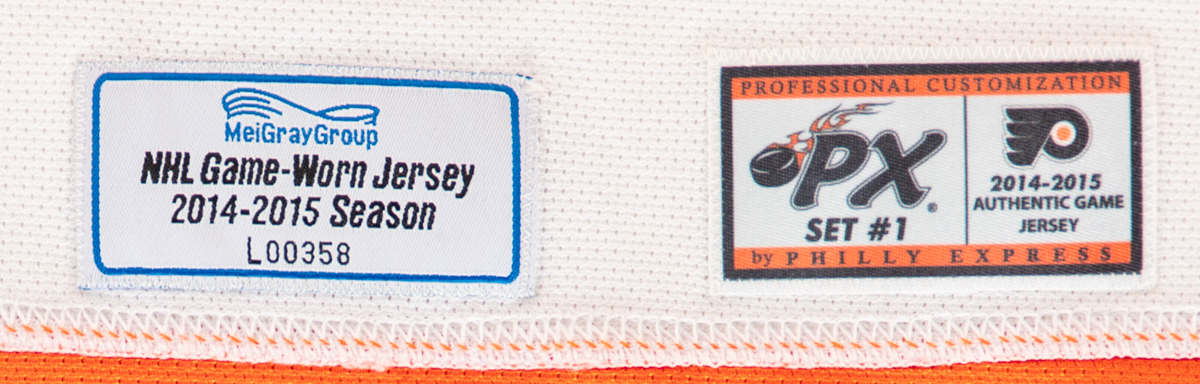 MeiGrayGroup
NHL Game-Worn Jersey
2014-2015 Season
L00358
PROFESSIONAL CUSTOMIZATION
PX®
SET #1
2014-2015
AUTHENTIC GAME
JERSEY
by PHILLY EXPRESS